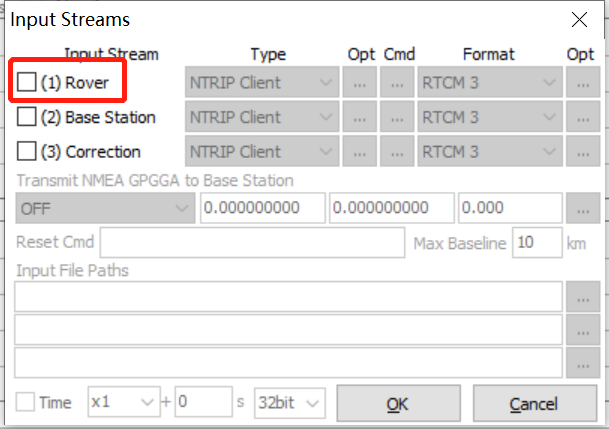 Input Streams
Input Stream Type Opt Cmd Format Opt
(1) Rover NTRIP Client ... ... RTCM 3 ...
(2) Base Station NTRIP Client ... ... RTCM 3 ...
(3) Correction NTRIP Client ... ... RTCM 3 ...
Transmit NMEA GPGGA to Base Station
OFF 0.000000000 0.000000000 0.000 ...
Reset Cmd Max Baseline 10 km
Input File Paths
...
...
...
Time x1 + 0 s 32bit OK Cancel